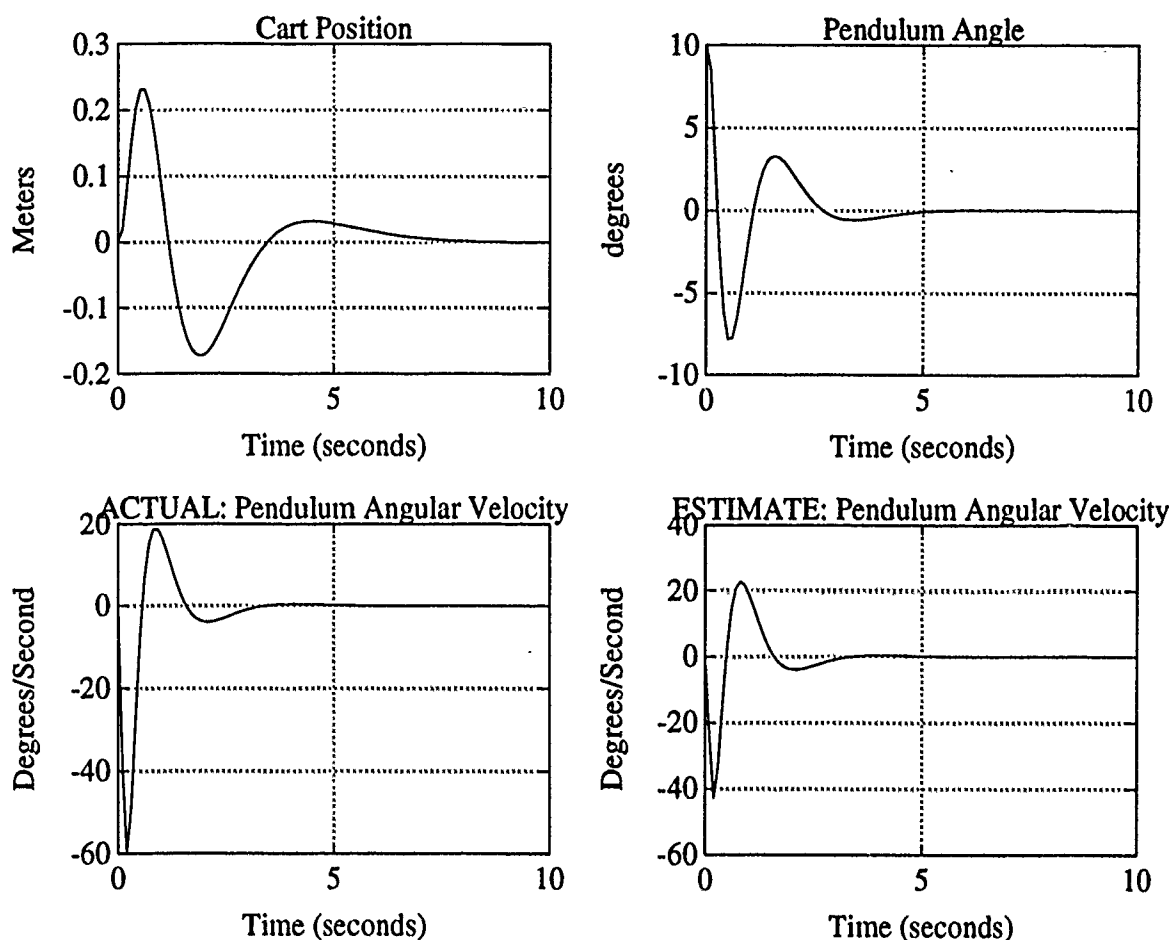 Cart Position
0.3
0.2
0.1
0
-0.1
-0.2
Meters
0 5 10
Time (seconds)
Pendulum Angle
10
5
0
-5
-10
degrees
0 5 10
Time (seconds)
ACTUAL: Pendulum Angular Velocity
20
0
-20
-40
-60
Degrees/Second
0 5 10
Time (seconds)
ESTIMATE: Pendulum Angular Velocity
40
20
0
-20
-40
-60
Degrees/Second
0 5 10
Time (seconds)